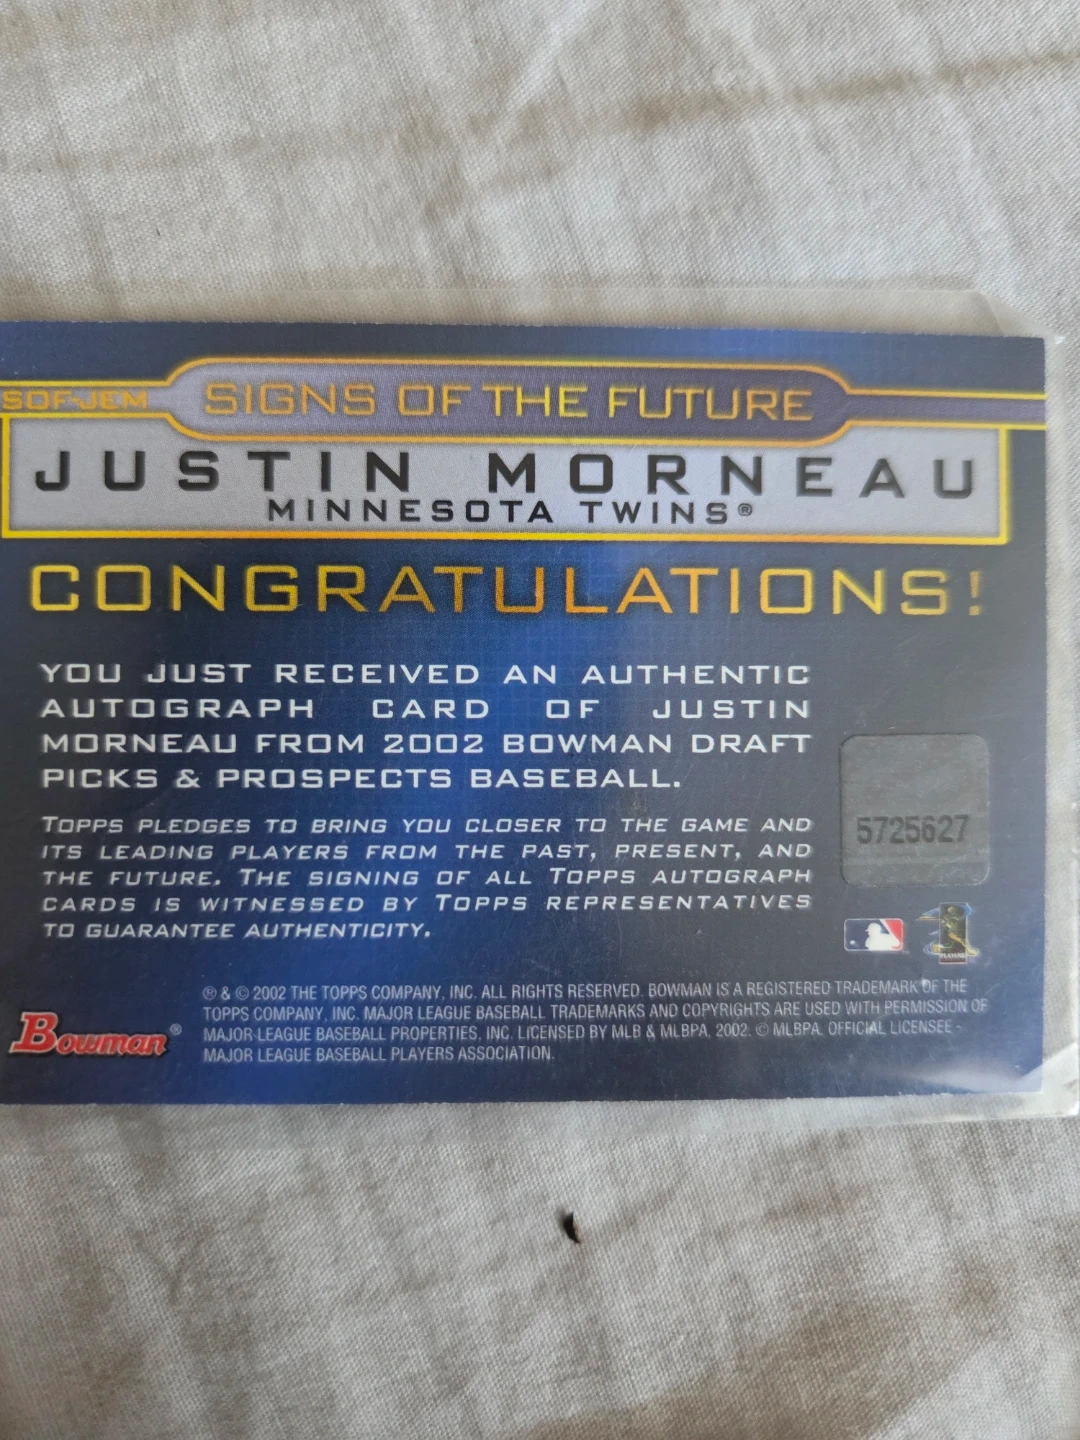 SOF-JEM SIGNS OF THE FUTURE
JUSTIN MORNEAU
MINNESOTA TWINS®
CONGRATULATIONS!
YOU JUST RECEIVED AN AUTHENTIC
AUTOGRAPH CARD OF JUSTIN
MORNEAU FROM 2002 BOWMAN DRAFT
PICKS & PROSPECTS BASEBALL.
5725627
TOPPS PLEDGES TO BRING YOU CLOSER TO THE GAME AND
ITS LEADING PLAYERS FROM THE PAST, PRESENT, AND
THE FUTURE. THE SIGNING OF ALL TOPPS AUTOGRAPH
CARDS IS WITNESSED BY TOPPS REPRESENTATIVES
TO GUARANTEE AUTHENTICITY.
PLAYERS
Bowman®
® & © 2002 THE TOPPS COMPANY, INC. ALL RIGHTS RESERVED. BOWMAN IS A REGISTERED TRADEMARK OF THE
TOPPS COMPANY, INC. MAJOR LEAGUE BASEBALL TRADEMARKS AND COPYRIGHTS ARE USED WITH PERMISSION OF
MAJOR LEAGUE BASEBALL PROPERTIES, INC. LICENSED BY MLB & MLBPA, 2002. © MLBPA. OFFICIAL LICENSEE -
MAJOR LEAGUE BASEBALL PLAYERS ASSOCIATION.